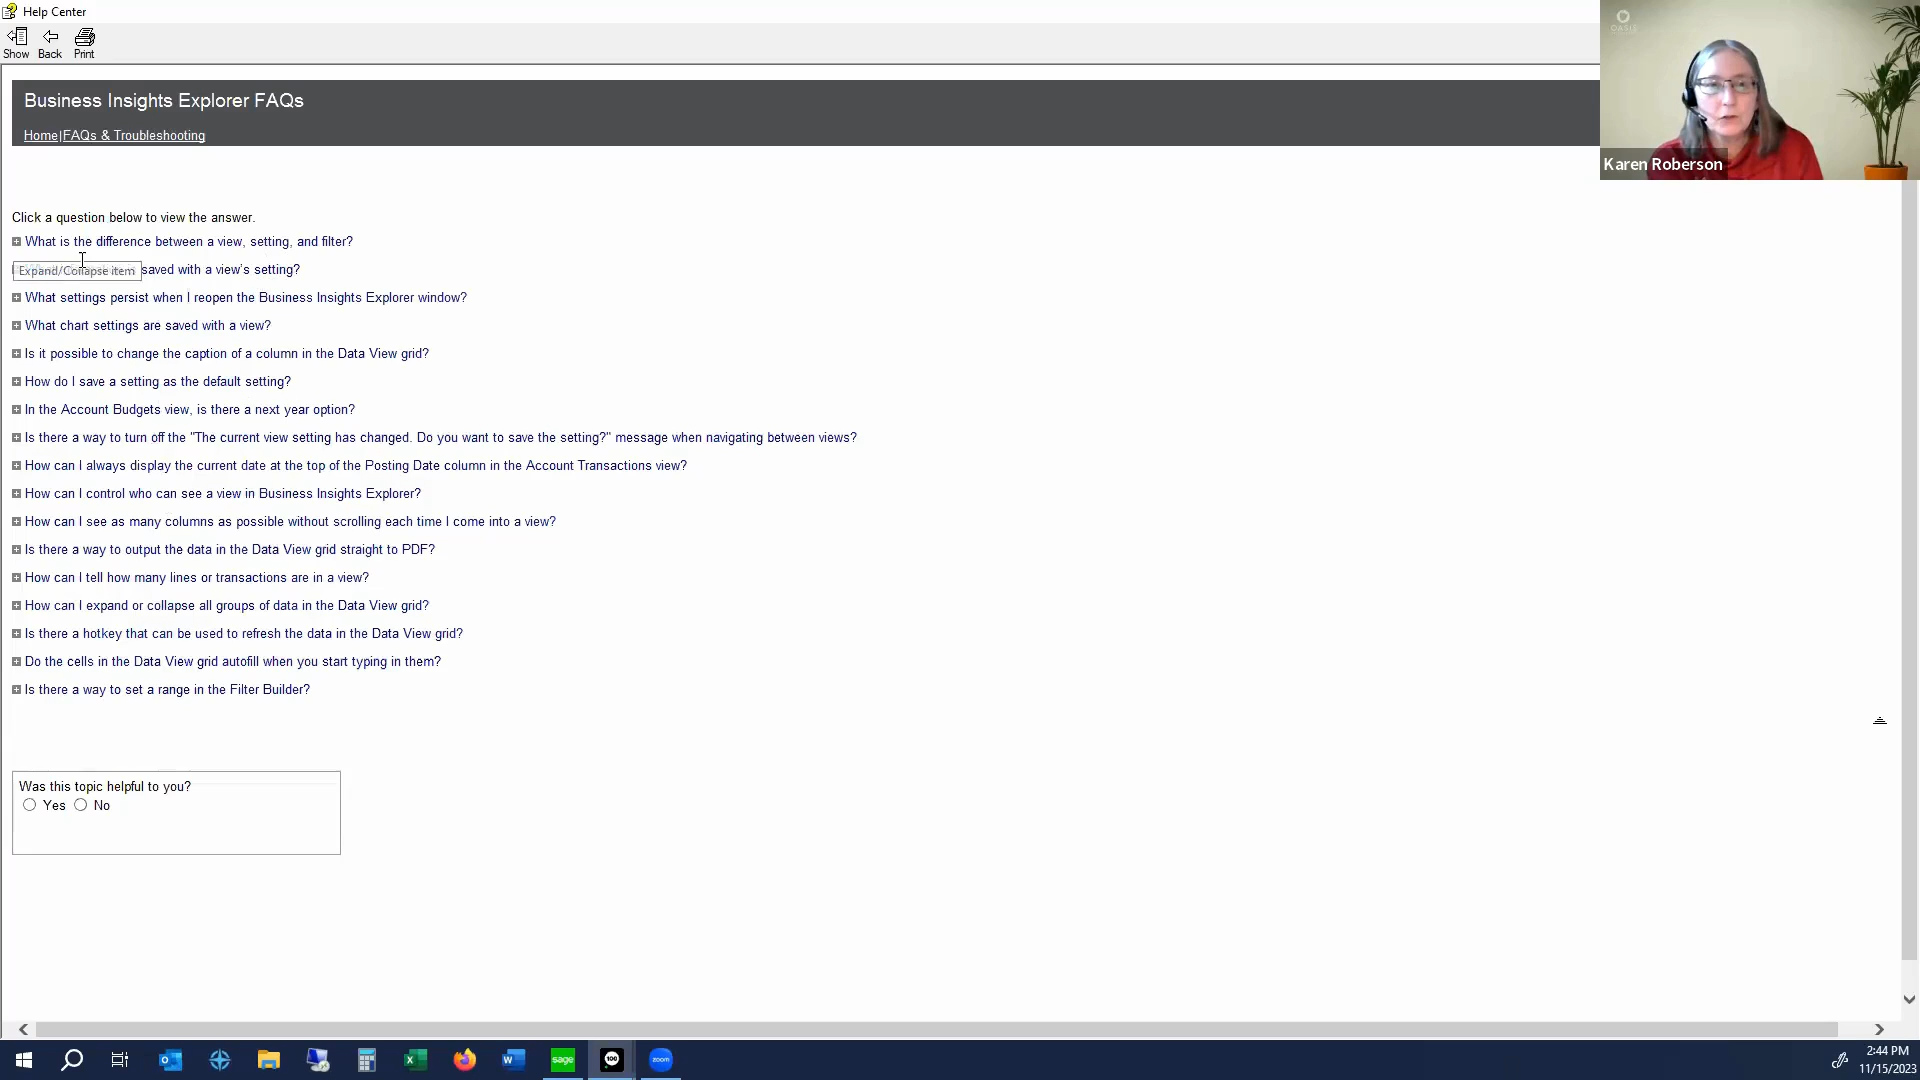 Help Center
Show Back Print
Business Insights Explorer FAQs
Home|FAQs & Troubleshooting
Karen Roberson
Click a question below to view the answer.
What is the difference between a view, setting, and filter?
Expand/Collapse item saved with a view's setting?
What settings persist when I reopen the Business Insights Explorer window?
What chart settings are saved with a view?
Is it possible to change the caption of a column in the Data View grid?
How do I save a setting as the default setting?
In the Account Budgets view, is there a next year option?
Is there a way to turn off the "The current view setting has changed. Do you want to save the setting?" message when navigating between views?
How can I always display the current date at the top of the Posting Date column in the Account Transactions view?
How can I control who can see a view in Business Insights Explorer?
How can I see as many columns as possible without scrolling each time I come into a view?
Is there a way to output the data in the Data View grid straight to PDF?
How can I tell how many lines or transactions are in a view?
How can I expand or collapse all groups of data in the Data View grid?
Is there a hotkey that can be used to refresh the data in the Data View grid?
Do the cells in the Data View grid autofill when you start typing in them?
Is there a way to set a range in the Filter Builder?
Was this topic helpful to you?
Yes No
sage
100
zoom
2:44 PM
11/15/2023